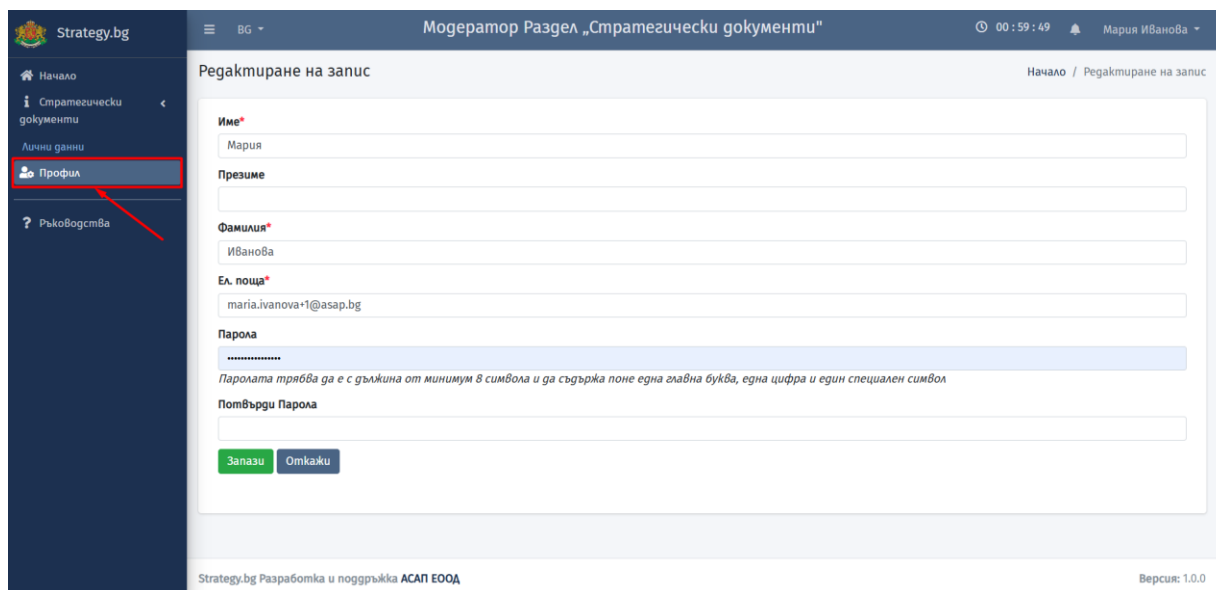 Strategy.bg
BG
Модератор Раздел „Стратегически документи"
00 : 59 : 49
Мария Иванова
Начало
Стратегически
документи
Лични данни
Профил
Ръководства
Редактиране на запис
Начало / Редактиране на запис
Име*
Мария
Презиме
Фамилия*
Иванова
Ел. поща*
maria.ivanova+1@asap.bg
Парола
••••••••••••••••
Паролата трябва да е с дължина от минимум 8 символа и да съдържа поне една главна буква, една цифра и един специален символ
Потвърди Парола
Запази
Откажи
Strategy.bg Разработка и поддръжка АСАП ЕООД
Версия: 1.0.0